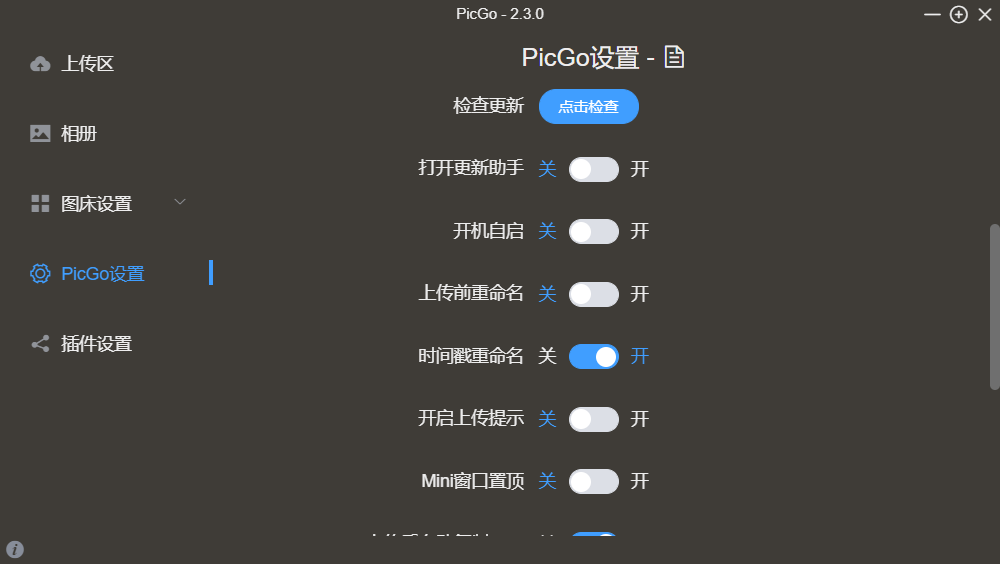 PicGo - 2.3.0
上传区
相册
图床设置
PicGo设置
插件设置
PicGo设置 -
检查更新 点击检查
打开更新助手 关 开
开机自启 关 开
上传前重命名 关 开
时间戳重命名 关 开
开启上传提示 关 开
Mini窗口置顶 关 开